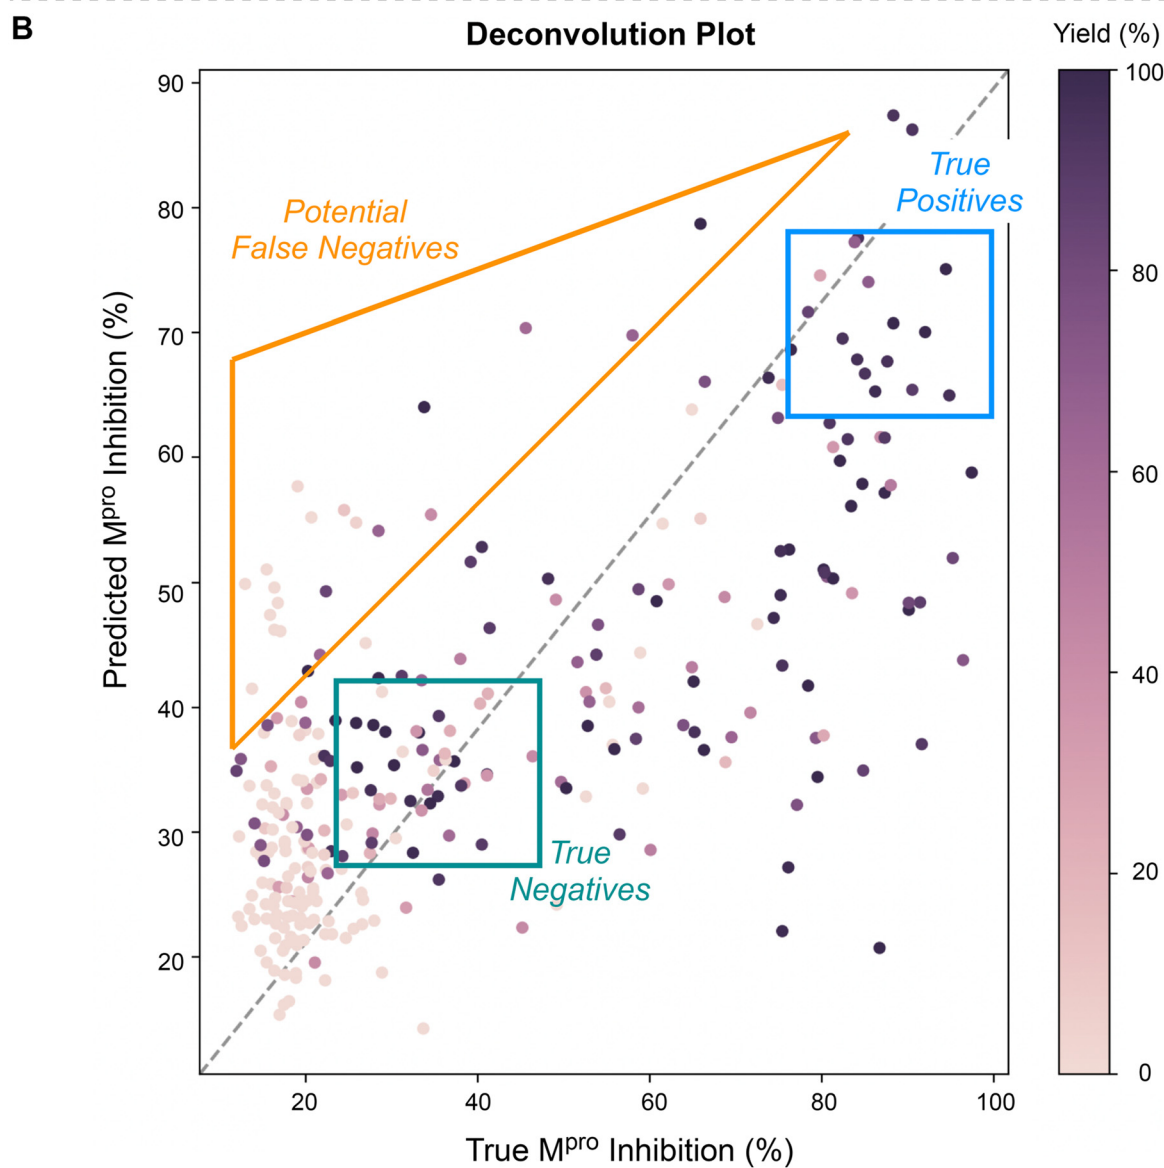 B
Deconvolution Plot
Yield (%)
90
80
70
60
50
40
30
20
Predicted Mpro Inhibition (%)
Potential
False Negatives
True
Positives
True
Negatives
20
40
60
80
100
True Mpro Inhibition (%)
100
80
60
40
20
0